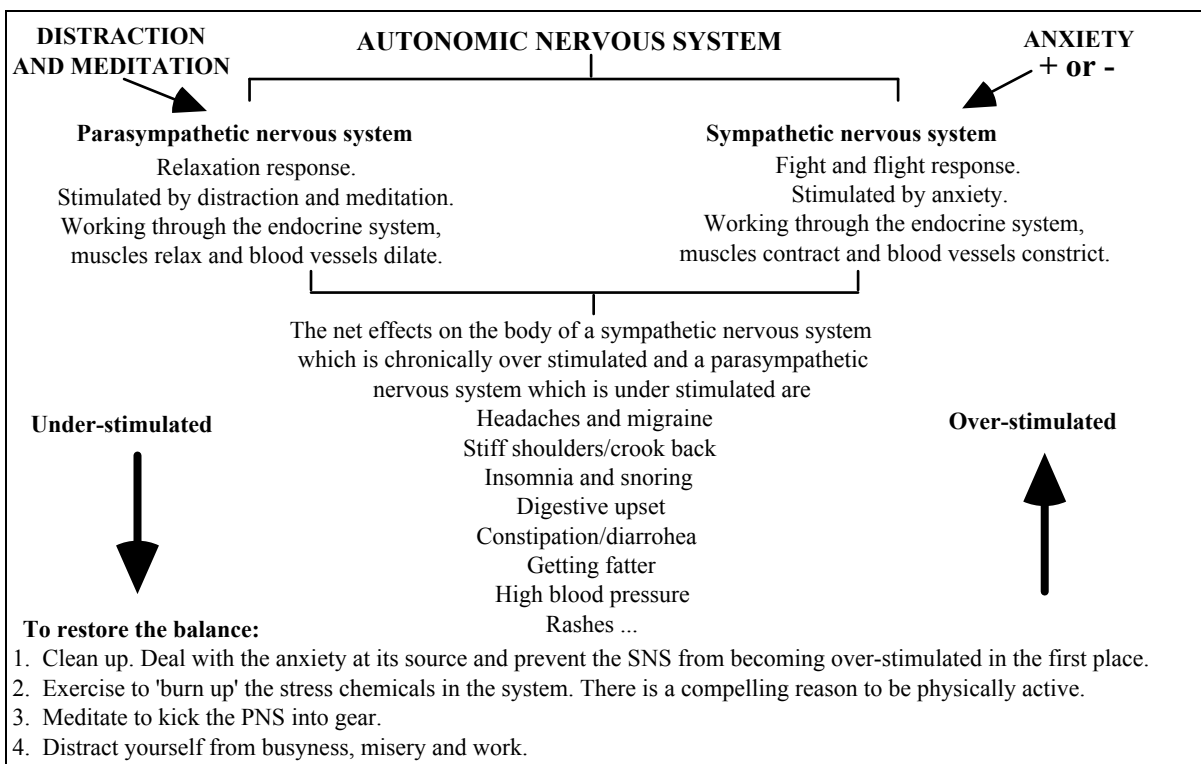 DISTRACTION
AND MEDITATION
AUTONOMIC NERVOUS SYSTEM
ANXIETY
+ or -
Parasympathetic nervous system
Relaxation response.
Stimulated by distraction and meditation.
Working through the endocrine system,
muscles relax and blood vessels dilate.
Sympathetic nervous system
Fight and flight response.
Stimulated by anxiety.
Working through the endocrine system,
muscles contract and blood vessels constrict.
The net effects on the body of a sympathetic nervous system
which is chronically over stimulated and a parasympathetic
nervous system which is under stimulated are
Headaches and migraine
Stiff shoulders/crook back
Insomnia and snoring
Digestive upset
Constipation/diarrohea
Getting fatter
High blood pressure
Rashes ...
Under-stimulated
Over-stimulated
To restore the balance:
1. Clean up. Deal with the anxiety at its source and prevent the SNS from becoming over-stimulated in the first place.
2. Exercise to 'burn up' the stress chemicals in the system. There is a compelling reason to be physically active.
3. Meditate to kick the PNS into gear.
4. Distract yourself from busyness, misery and work.